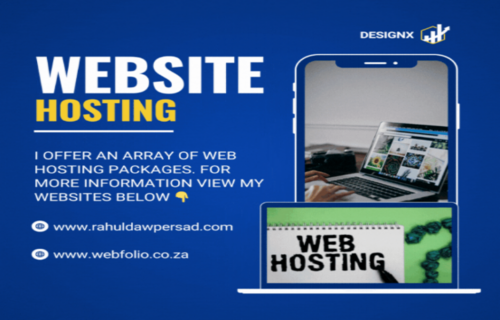 DESIGNX
WEBSITE
HOSTING
I OFFER AN ARRAY OF WEB
HOSTING PACKAGES. FOR
MORE INFORMATION VIEW MY
WEBSITES BELOW 👇
www.rahuldawpersad.com
www.webfolio.co.za
WEB
HOSTING